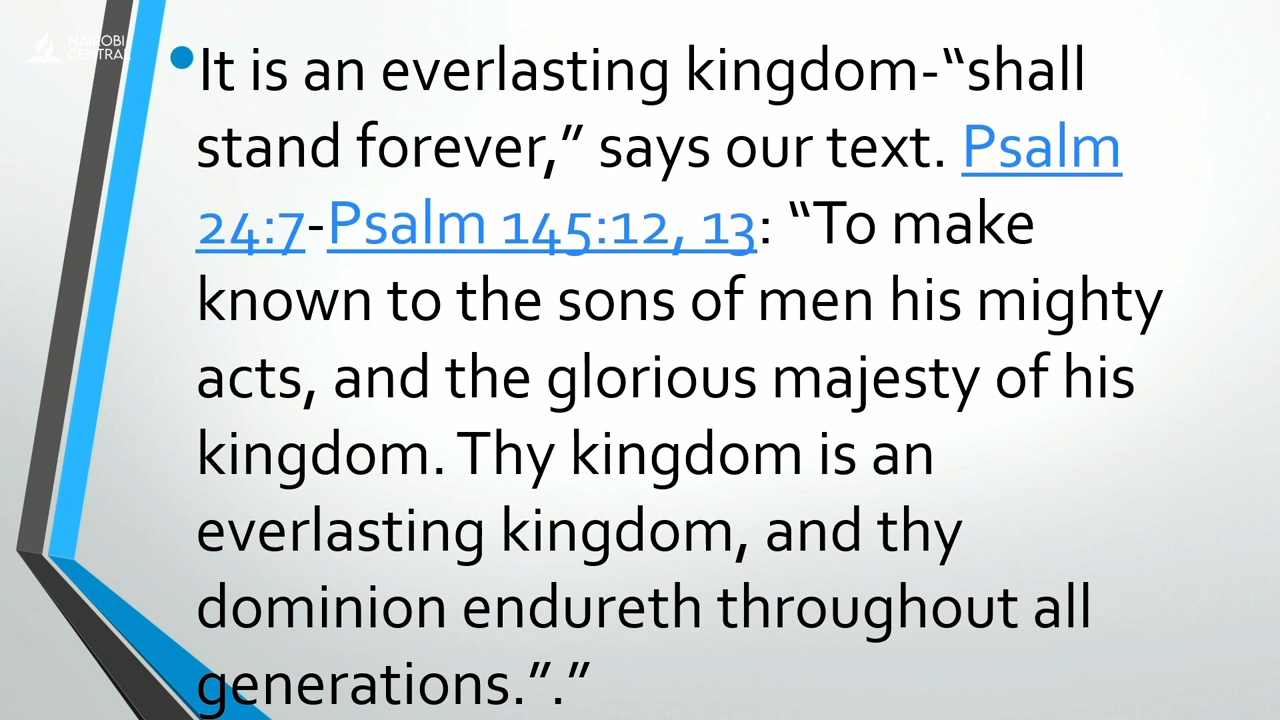 NAIROBI
CENTRAL
•It is an everlasting kingdom-“shall
stand forever,” says our text. Psalm
24:7-Psalm 145:12, 13: “To make
known to the sons of men his mighty
acts, and the glorious majesty of his
kingdom. Thy kingdom is an
everlasting kingdom, and thy
dominion endureth throughout all
generations.”.”